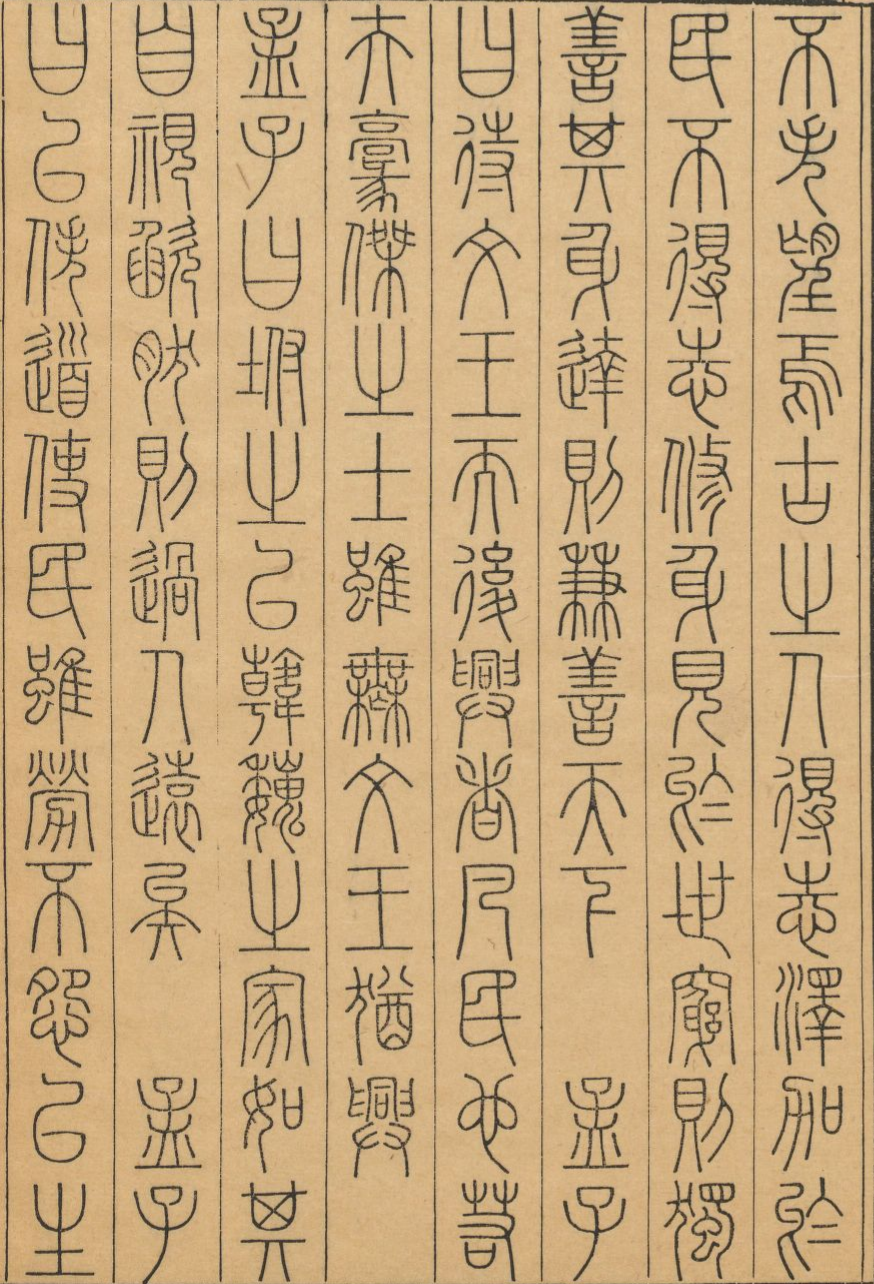 不失望焉古之人得志澤加於
民不得志修身見於世窮則獨
善其身達則兼善天下　孟子
曰待文王而後興者凡民也若
夫豪傑之士雖無文王猶興
孟子曰坿之以韓魏之家如其
自視欿然則過人遠矣　孟子
曰以佚道使民雖勞不怨以生